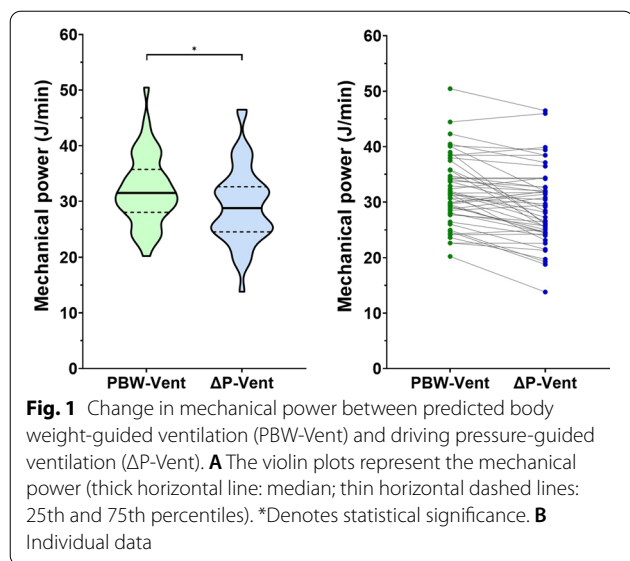 60
50
40
30
20
10
0
Mechanical power (J/min)
*
PBW-Vent ΔP-Vent
60
50
40
30
20
10
0
Mechanical power (J/min)
PBW-Vent ΔP-Vent
Fig. 1 Change in mechanical power between predicted body
weight-guided ventilation (PBW-Vent) and driving pressure-guided
ventilation (ΔP-Vent). A The violin plots represent the mechanical
power (thick horizontal line: median; thin horizontal dashed lines:
25th and 75th percentiles). *Denotes statistical significance. B
Individual data